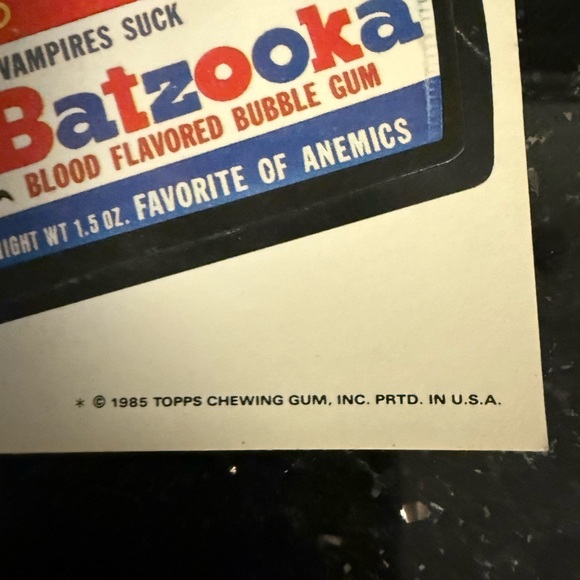 VAMPIRES SUCK
Batzooka
BLOOD FLAVORED BUBBLE GUM
WT 1.5 OZ. FAVORITE OF ANEMICS
* © 1985 TOPPS CHEWING GUM, INC. PRTD. IN U.S.A.